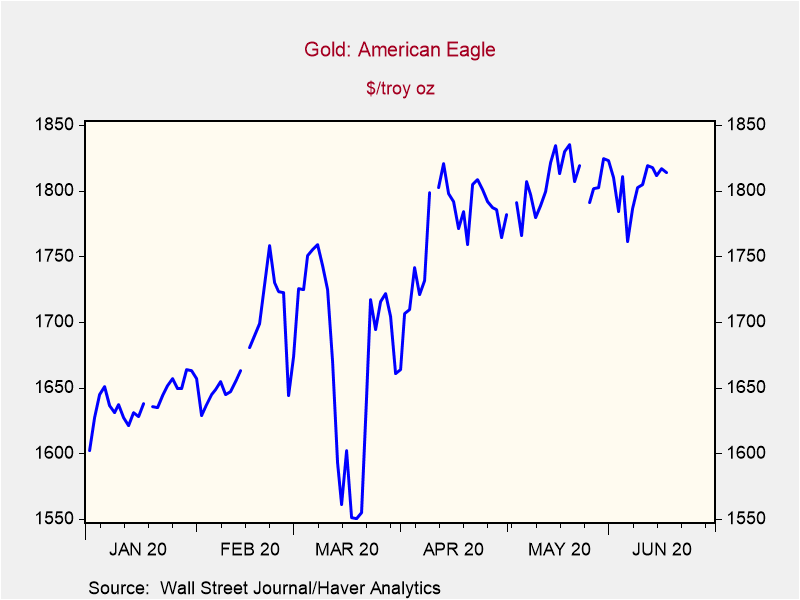 Gold: American Eagle
$/troy oz
1850 1850
1800 1800
1750 1750
1700 1700
1650 1650
1600 1600
1550 1550
JAN 20 FEB 20 MAR 20 APR 20 MAY 20 JUN 20
Source: Wall Street Journal/Haver Analytics